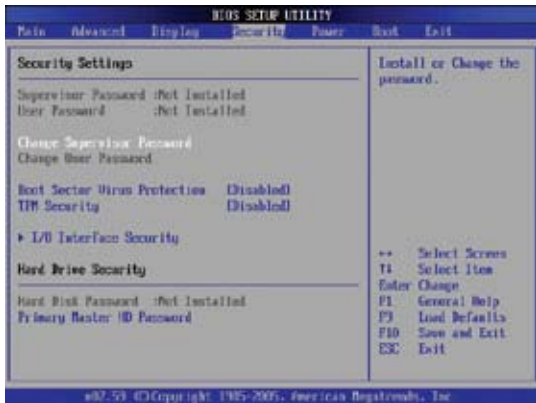 BIOS SETUP UTILITY
Main Advanced Display Security Power Boot Exit
Security Settings
Supervisor Password :Not Installed
User Password :Not Installed
Change Supervisor Password
Change User Password
Boot Sector Virus Protection [Disabled]
TPM Security [Disabled]
I/O Interface Security
Hard Drive Security
Hard Disk Password :Not Installed
Primary Master HD Password
Install or Change the
password.
↔ Select Screen
↑↓ Select Item
Enter Change
F1 General Help
F9 Load Defaults
F10 Save and Exit
ESC Exit
v02.59 (C)Copyright 1985-2005, American Megatrends, Inc